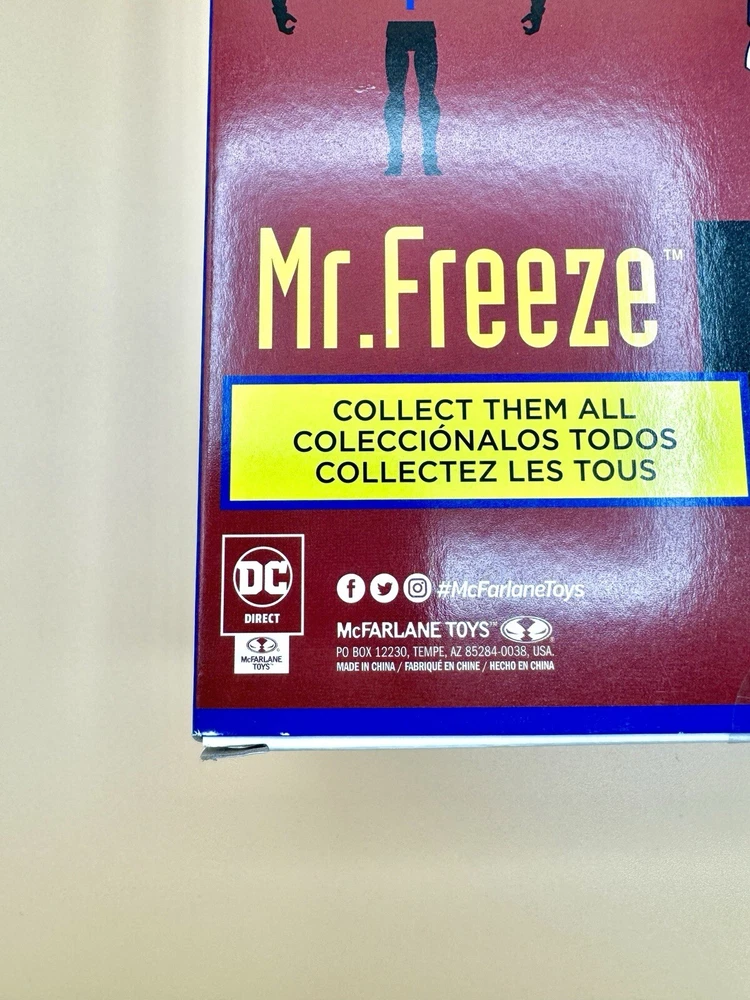 Mr.Freeze™
COLLECT THEM ALL
COLECCIÓNALOS TODOS
COLLECTEZ LES TOUS
DC
DIRECT
McFARLANE
TOYS™
#McFarlaneToys
McFARLANE TOYS™
PO BOX 12230, TEMPE, AZ 85284-0038, USA.
MADE IN CHINA / FABRIQUÉ EN CHINE / HECHO EN CHINA